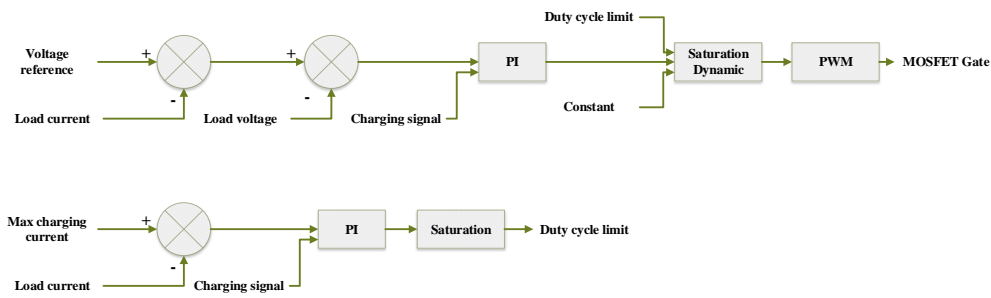 Duty cycle limit
Voltage
reference
+
+
PI
Saturation
Dynamic
PWM
MOSFET Gate
-
-
Load current
Load voltage
Charging signal
Constant
Max charging
current
+
PI
Saturation
Duty cycle limit
-
Load current
Charging signal